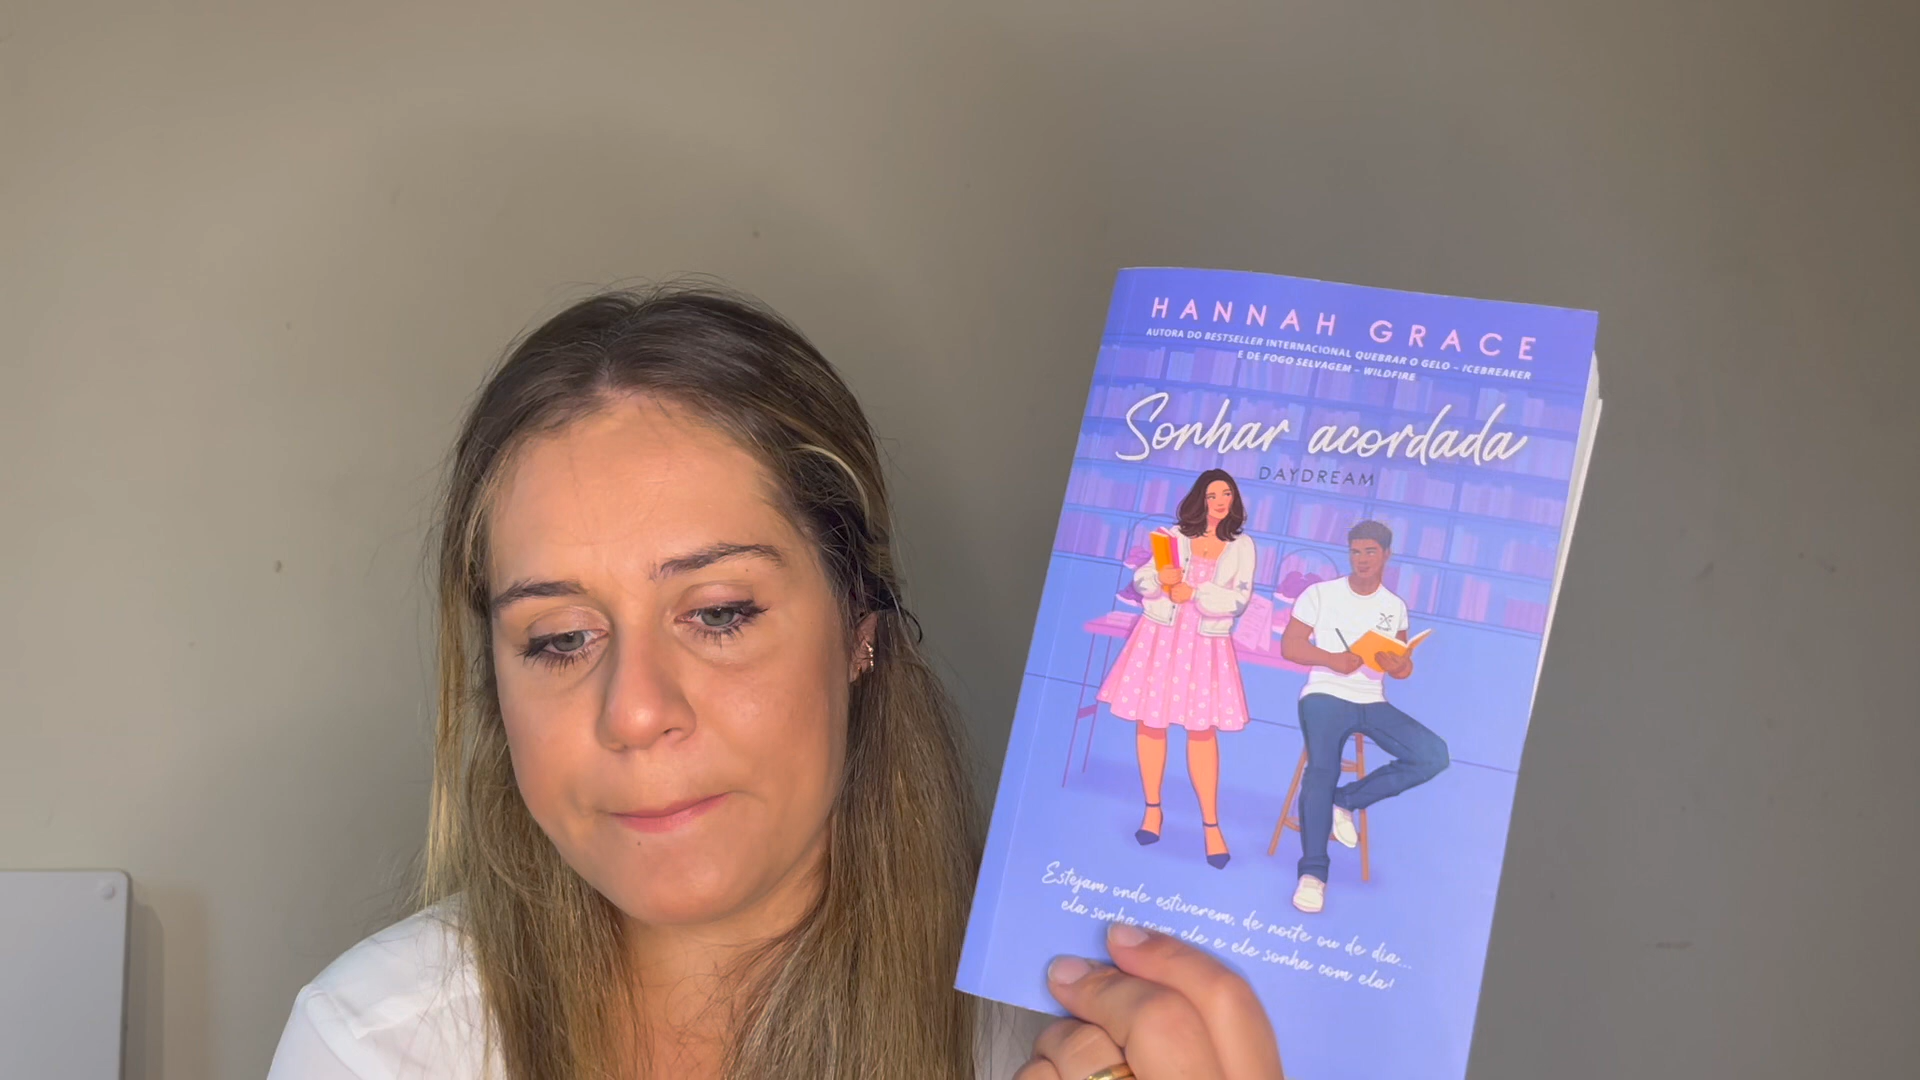 HANNAH GRACE
AUTORA DO BESTSELLER INTERNACIONAL QUEBRAR O GELO – ICEBREAKER
E DE FOGO SELVAGEM – WILDFIRE
Sonhar acordada
DAYDREAM
Estejam onde estiverem, de noite ou de dia...
ela sonha com ele e ele sonha com ela!